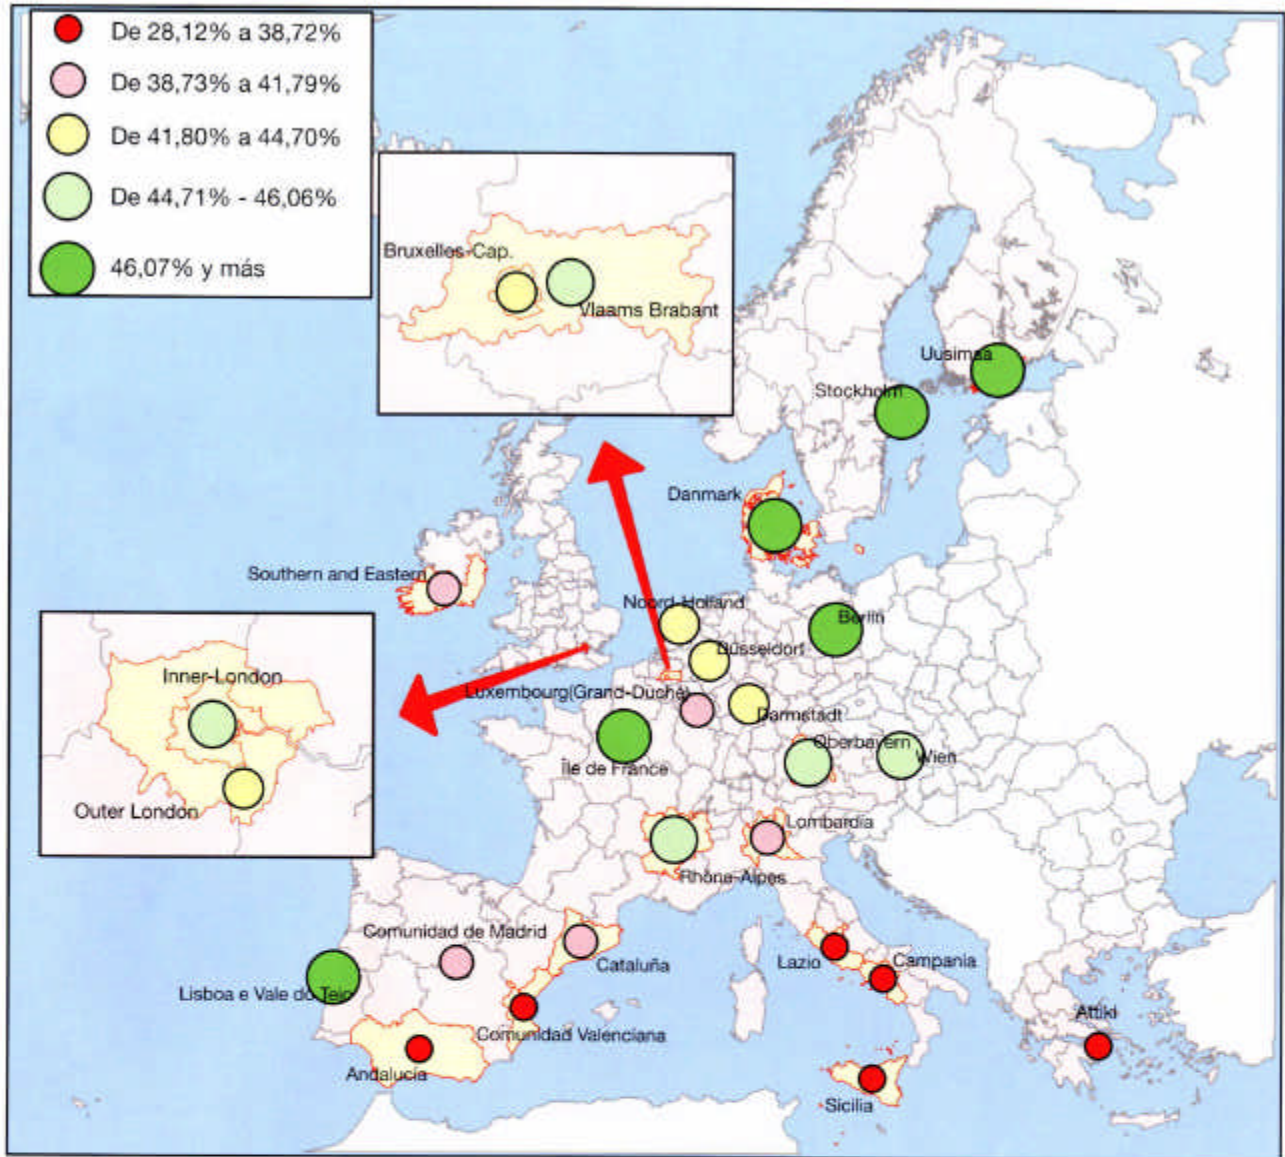 De 28,12% a 38,72%
De 38,73% a 41,79%
De 41,80% a 44,70%
De 44,71% - 46,06%
46,07% y más
Bruxelles-Cap.
Vlaams Brabant
Uusimaa
Stockholm
Danmark
Southern and Eastern
Noord-Holland
Berlin
Düsseldorf
Inner-London
Luxembourg(Grand-Duché)
Darmstadt
Oberbayern
Wien
Île de France
Outer London
Lombardia
Rhône-Alpes
Comunidad de Madrid
Cataluña
Lazio
Campania
Lisboa e Vale do Tejo
Attiki
Comunidad Valenciana
Andalucía
Sicilia